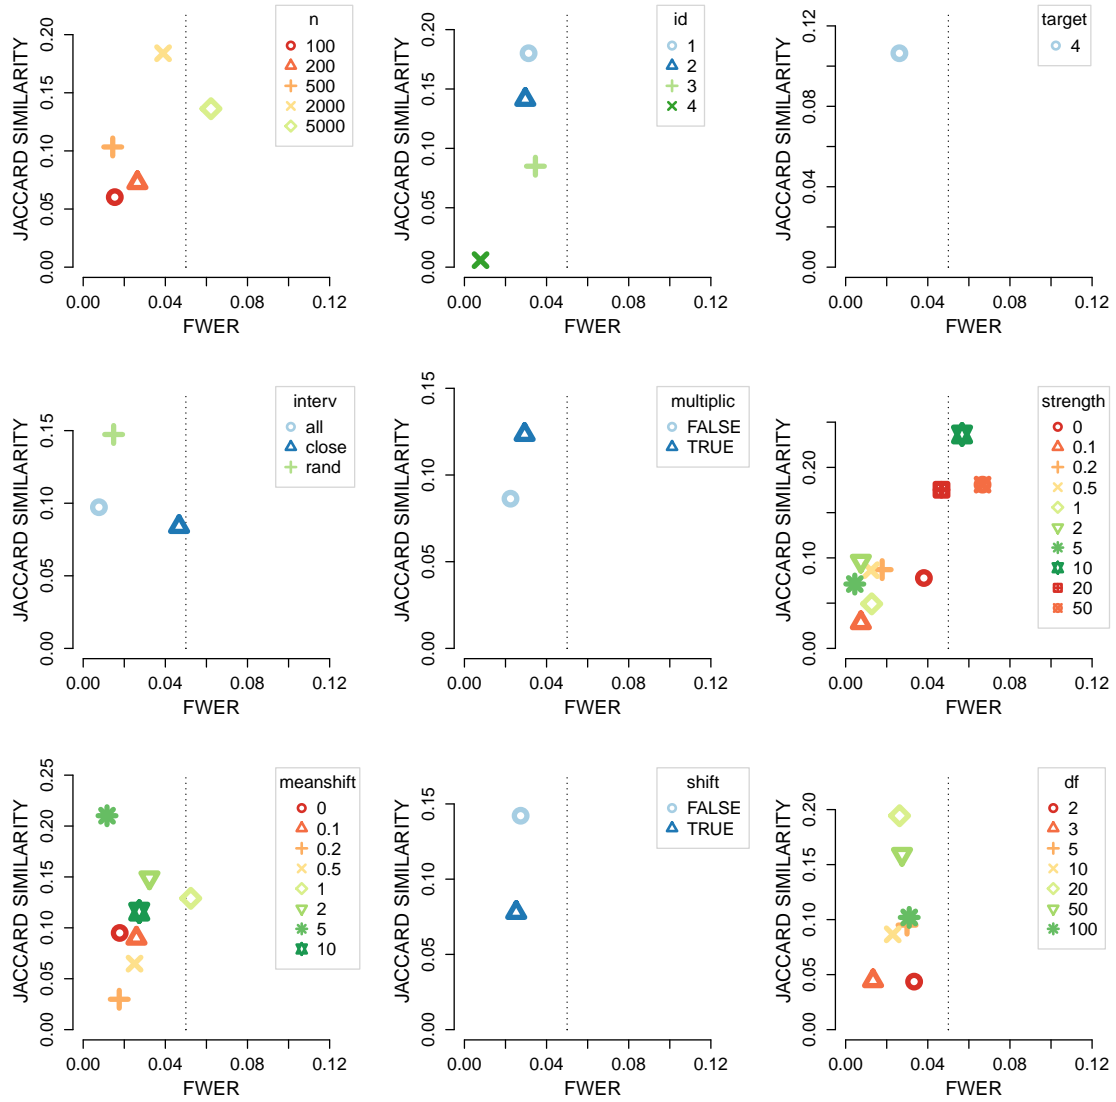 n
100
200
500
2000
5000
0.00 0.05 0.10 0.15 0.20
JACCARD SIMILARITY
0.00 0.04 0.08 0.12
FWER
id
1
2
3
4
0.00 0.05 0.10 0.15 0.20
JACCARD SIMILARITY
0.00 0.04 0.08 0.12
FWER
target
4
0.00 0.04 0.08 0.12
JACCARD SIMILARITY
0.00 0.04 0.08 0.12
FWER
interv
all
close
rand
0.00 0.05 0.10 0.15
JACCARD SIMILARITY
0.00 0.04 0.08 0.12
FWER
multiplic
FALSE
TRUE
0.00 0.05 0.10 0.15
JACCARD SIMILARITY
0.00 0.04 0.08 0.12
FWER
strength
0
0.1
0.2
0.5
1
2
5
10
20
50
0.00 0.10 0.20
JACCARD SIMILARITY
0.00 0.04 0.08 0.12
FWER
meanshift
0
0.1
0.2
0.5
1
2
5
10
0.00 0.05 0.10 0.15 0.20 0.25
JACCARD SIMILARITY
0.00 0.04 0.08 0.12
FWER
shift
FALSE
TRUE
0.00 0.05 0.10 0.15
JACCARD SIMILARITY
0.00 0.04 0.08 0.12
FWER
df
2
3
5
10
20
50
100
0.00 0.05 0.10 0.15 0.20
JACCARD SIMILARITY
0.00 0.04 0.08 0.12
FWER